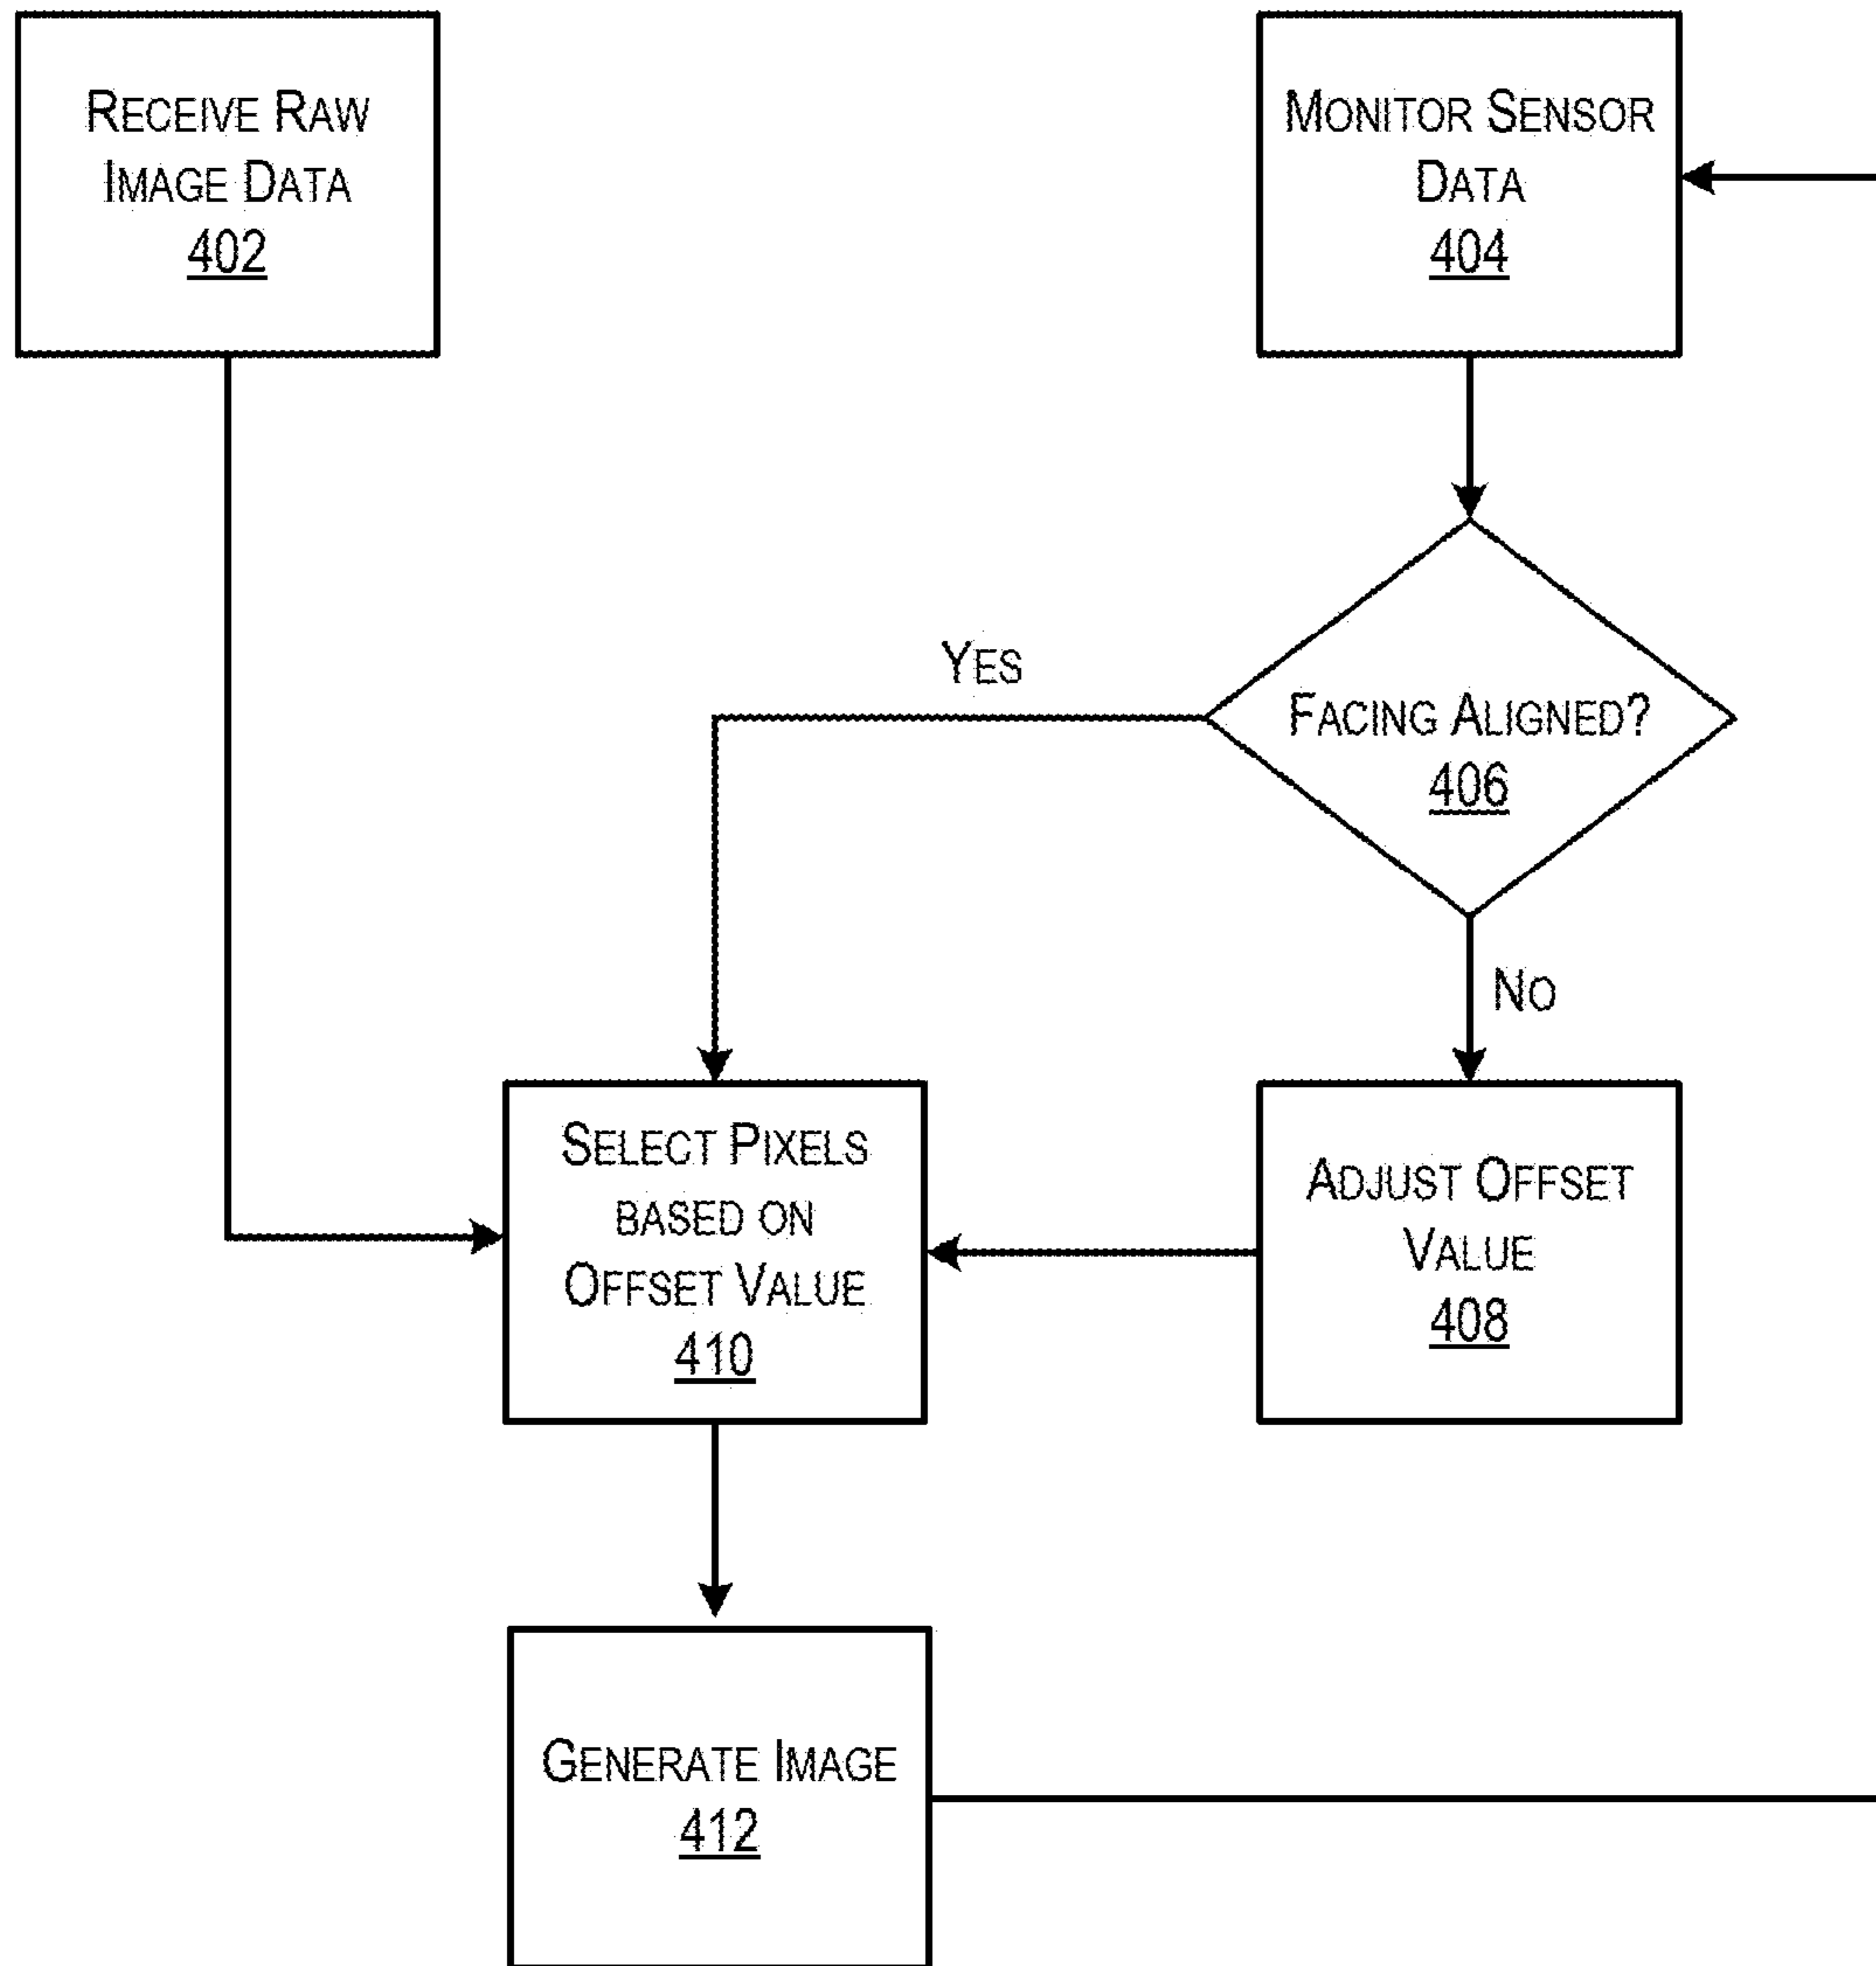 RECEIVE RAW
IMAGE DATA
402
MONITOR SENSOR
DATA
404
YES
FACING ALIGNED?
406
NO
SELECT PIXELS
BASED ON
OFFSET VALUE
410
ADJUST OFFSET
VALUE
408
GENERATE IMAGE
412